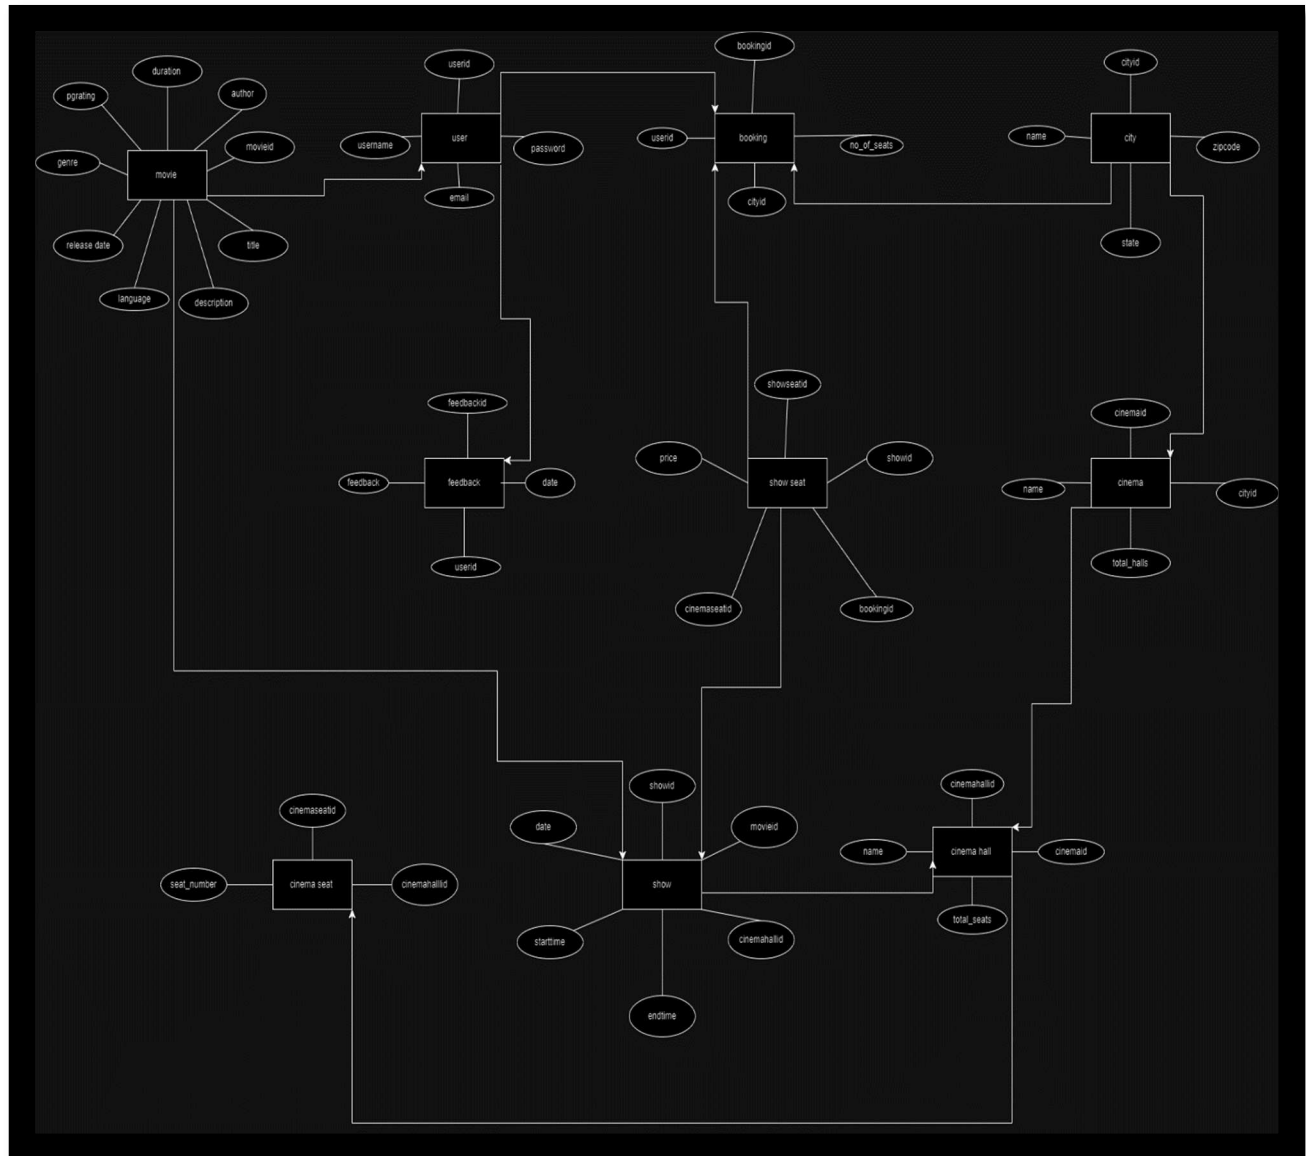 bookingid
userid
cityid
duration
author
pgrating
user
booking
city
username
password
userid
no_of_seats
name
zipcode
movieid
genre
movie
email
cityid
release date
title
state
language
description
showseatid
feedbackid
cinemaid
price
showid
feedback
feedback
date
show seat
name
cinema
cityid
userid
total_halls
cinemaseatid
bookingid
showid
cinemahallid
cinemaseatid
date
movieid
name
cinema hall
cinemaid
seat_number
cinema seat
cinemahallid
show
total_seats
starttime
cinemahallid
endtime